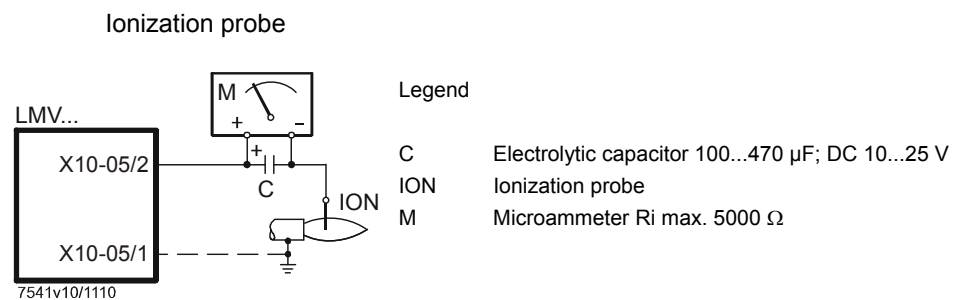 Ionization probe
LMV...
X10-05/2
X10-05/1
M
+ –
+
C
ION
7541v10/1110
Legend
C Electrolytic capacitor 100...470 µF; DC 10...25 V
ION Ionization probe
M Microammeter Ri max. 5000 Ω